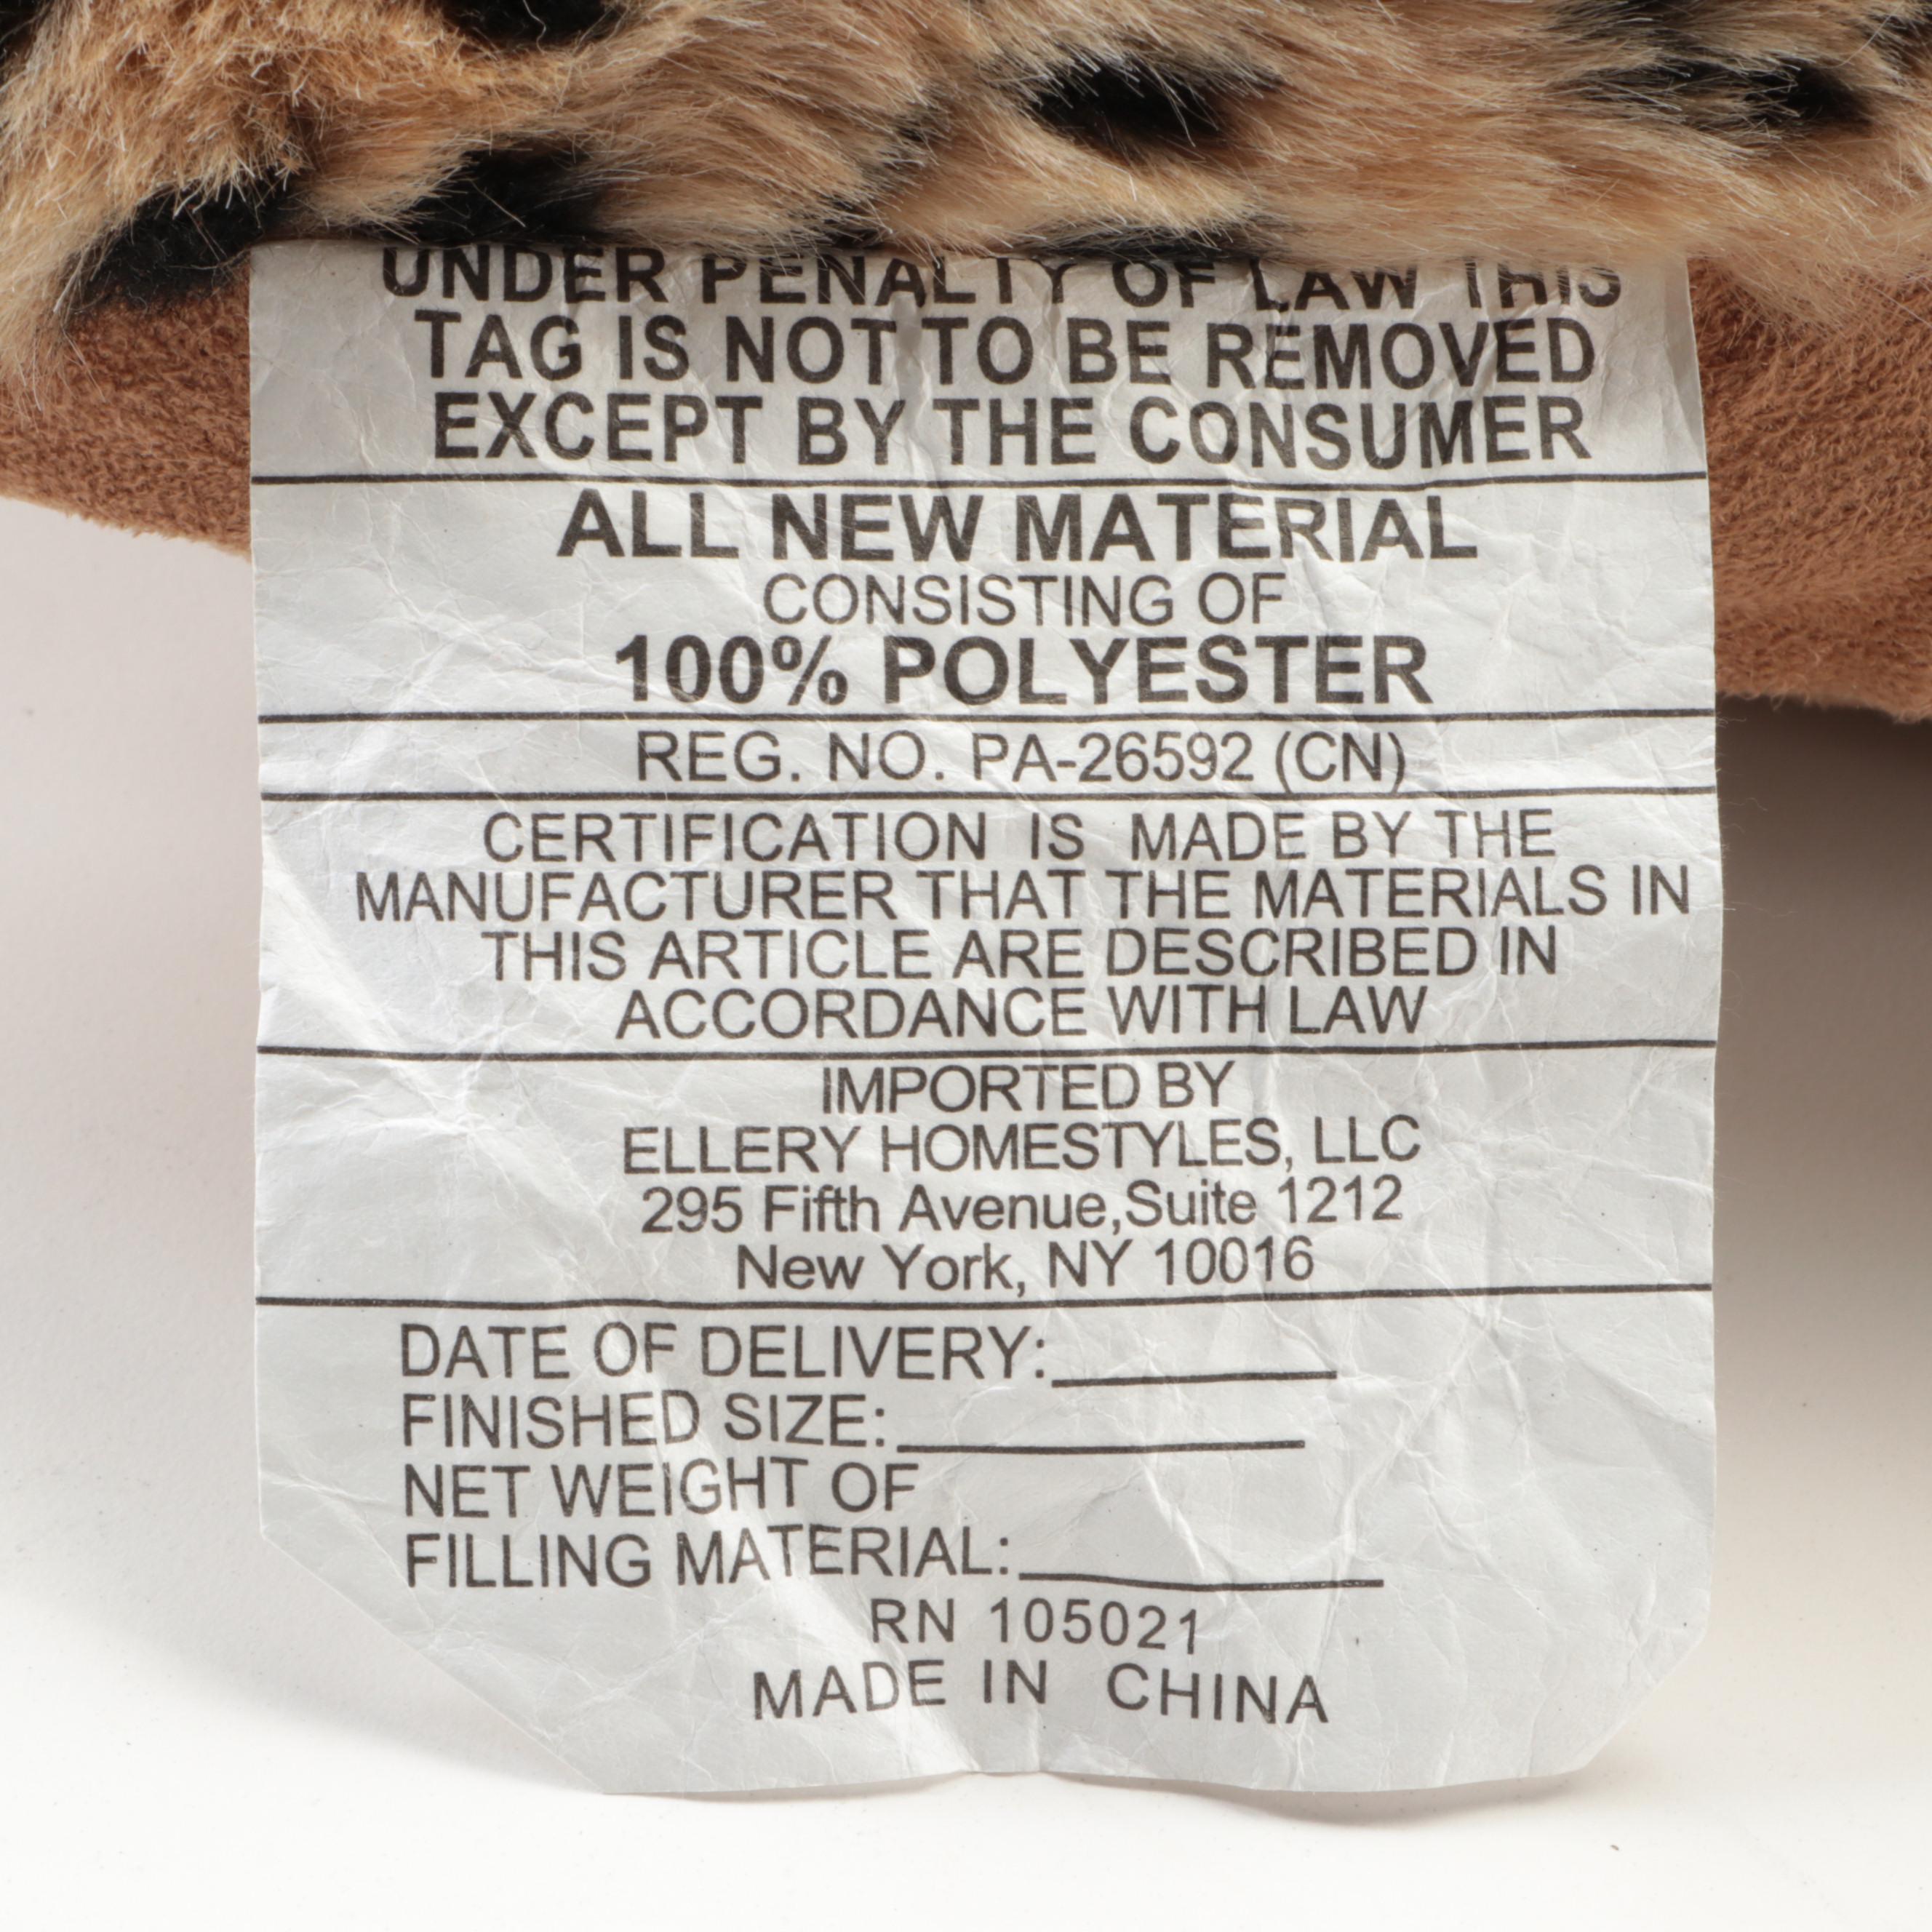 UNDER PENALTY OF LAW THIS
TAG IS NOT TO BE REMOVED
EXCEPT BY THE CONSUMER
ALL NEW MATERIAL
CONSISTING OF
100% POLYESTER
REG. NO. PA-26592 (CN)
CERTIFICATION IS MADE BY THE
MANUFACTURER THAT THE MATERIALS IN
THIS ARTICLE ARE DESCRIBED IN
ACCORDANCE WITH LAW
IMPORTED BY
ELLERY HOMESTYLES, LLC
295 Fifth Avenue,Suite 1212
New York, NY 10016
DATE OF DELIVERY:
FINISHED SIZE:
NET WEIGHT OF
FILLING MATERIAL:
RN 105021
MADE IN CHINA